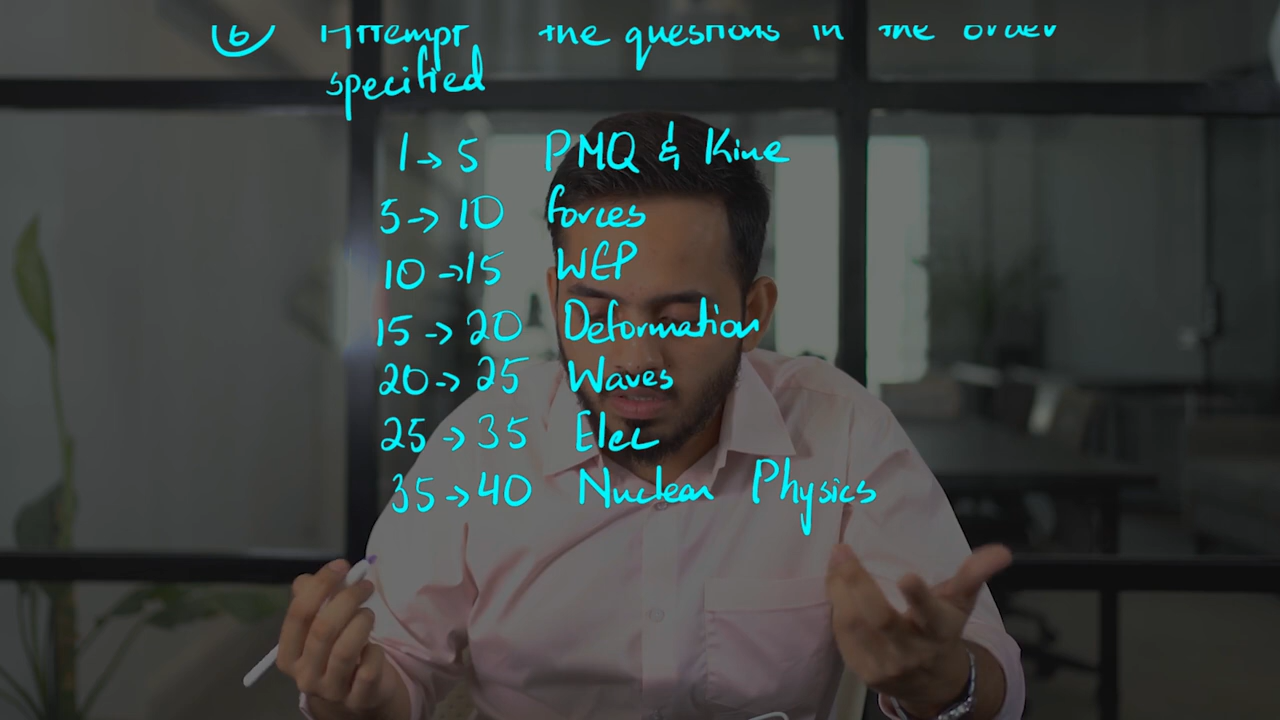 6 Attempt the questions in the order
specified
1 → 5 PMQ & Kine
5 → 10 forces
10 → 15 WEP
15 → 20 Deformation
20 → 25 Waves
25 → 35 Elec
35 → 40 Nuclear Physics